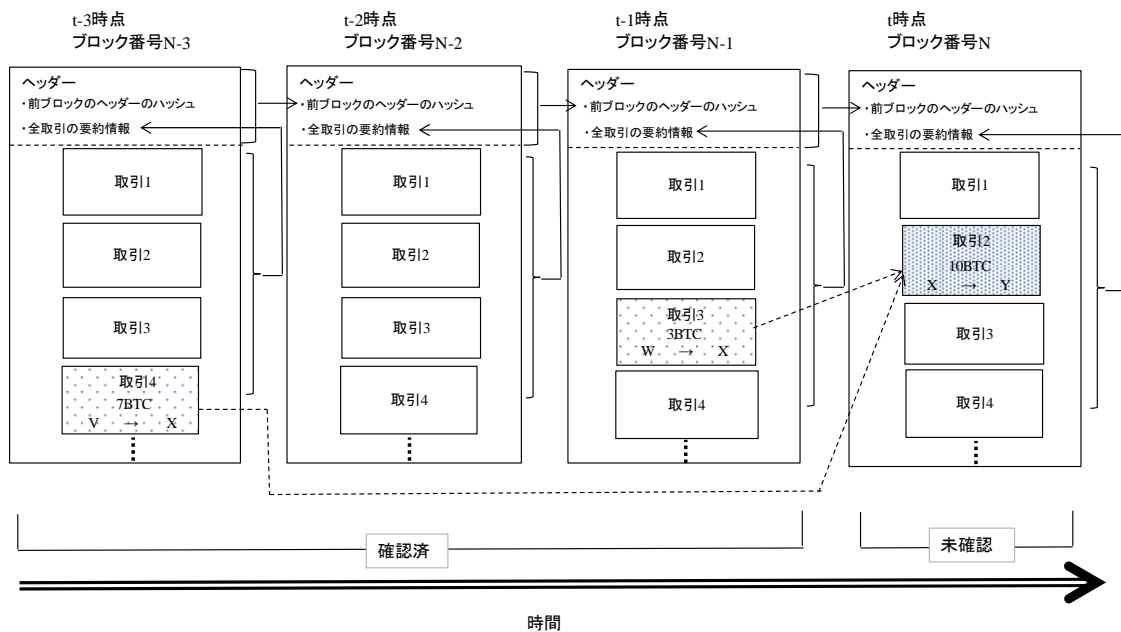 t-3時点
ブロック番号N-3
ヘッダー
・前ブロックのヘッダーのハッシュ
・全取引の要約情報
取引1
取引2
取引3
取引4
7BTC
V → X
t-2時点
ブロック番号N-2
ヘッダー
・前ブロックのヘッダーのハッシュ
・全取引の要約情報
取引1
取引2
取引3
取引4
t-1時点
ブロック番号N-1
ヘッダー
・前ブロックのヘッダーのハッシュ
・全取引の要約情報
取引1
取引2
取引3
3BTC
W → X
取引4
t時点
ブロック番号N
ヘッダー
・前ブロックのヘッダーのハッシュ
・全取引の要約情報
取引1
取引2
10BTC
X → Y
取引3
取引4
確認済
未確認
時間